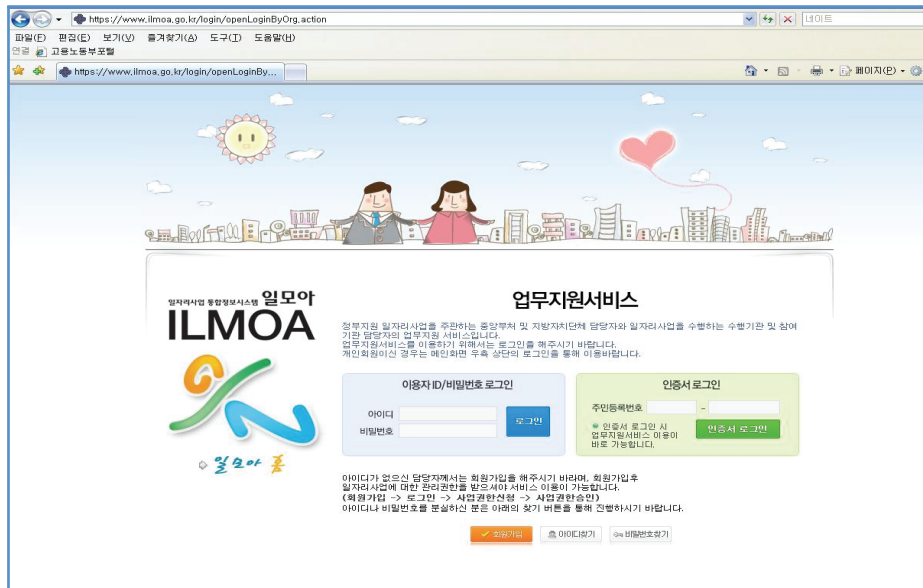 https://www.ilmoa.go.kr/login/openLoginByOrg.action
네이트
파일(F) 편집(E) 보기(V) 즐겨찾기(A) 도구(T) 도움말(H)
연결 고용노동부포털
https://www.ilmoa.go.kr/login/openLoginBy...
페이지(P)
일자리사업 통합정보시스템 일모아
ILMOA
일모아 홈
업무지원서비스
정부지원 일자리사업을 주관하는 중앙부처 및 지방자치단체 담당자와 일자리사업을 수행하는 수행기관 및 참여
기관 담당자의 업무지원 서비스입니다.
업무지원서비스를 이용하기 위해서는 로그인을 해주시기 바랍니다.
개인회원이신 경우는 메인화면 우측 상단의 로그인을 통해 이용바랍니다.
이용자 ID/비밀번호 로그인
아이디
비밀번호
로그인
인증서 로그인
주민등록번호 -
인증서 로그인 시
업무지원서비스 이용이
바로 가능합니다.
인증서 로그인
아이디가 없으신 담당자께서는 회원가입을 해주시기 바라며, 회원가입후
일자리사업에 대한 관리권한을 받으셔야 서비스 이용이 가능합니다.
(회원가입 -> 로그인 -> 사업권한신청 -> 사업권한승인)
아이디나 비밀번호를 분실하신 분은 아래의 찾기 버튼을 통해 진행하시기 바랍니다.
회원가입 아이디찾기 비밀번호찾기